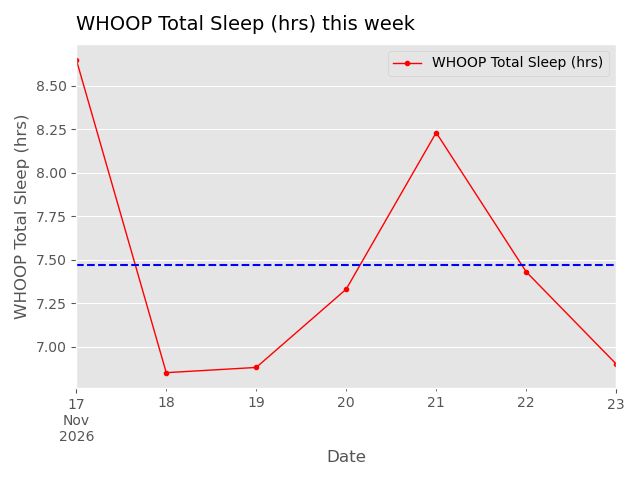 WHOOP Total Sleep (hrs) this week
WHOOP Total Sleep (hrs)
WHOOP Total Sleep (hrs)
8.50
8.25
8.00
7.75
7.50
7.25
7.00
17 18 19 20 21 22 23
Nov
2026
Date